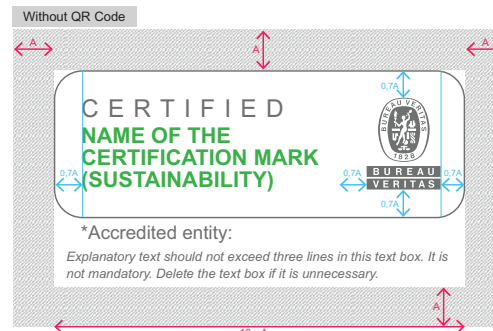 Without QR Code
A
A
A
0,7A
CERTIFIED
NAME OF THE
CERTIFICATION MARK
(SUSTAINABILITY)
BUREAU VERITAS
1828
0,7A
0,7A
0,7A
BUREAU
VERITAS
0,7A
*Accredited entity:
Explanatory text should not exceed three lines in this text box. It is
not mandatory. Delete the text box if it is unnecessary.
A